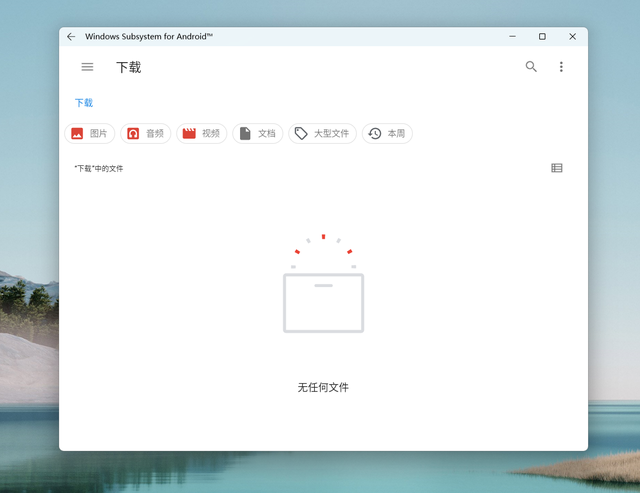 Windows Subsystem for Android™
下载
下载
图片 音频 视频 文档 大型文件 本周
"下载"中的文件
无任何文件